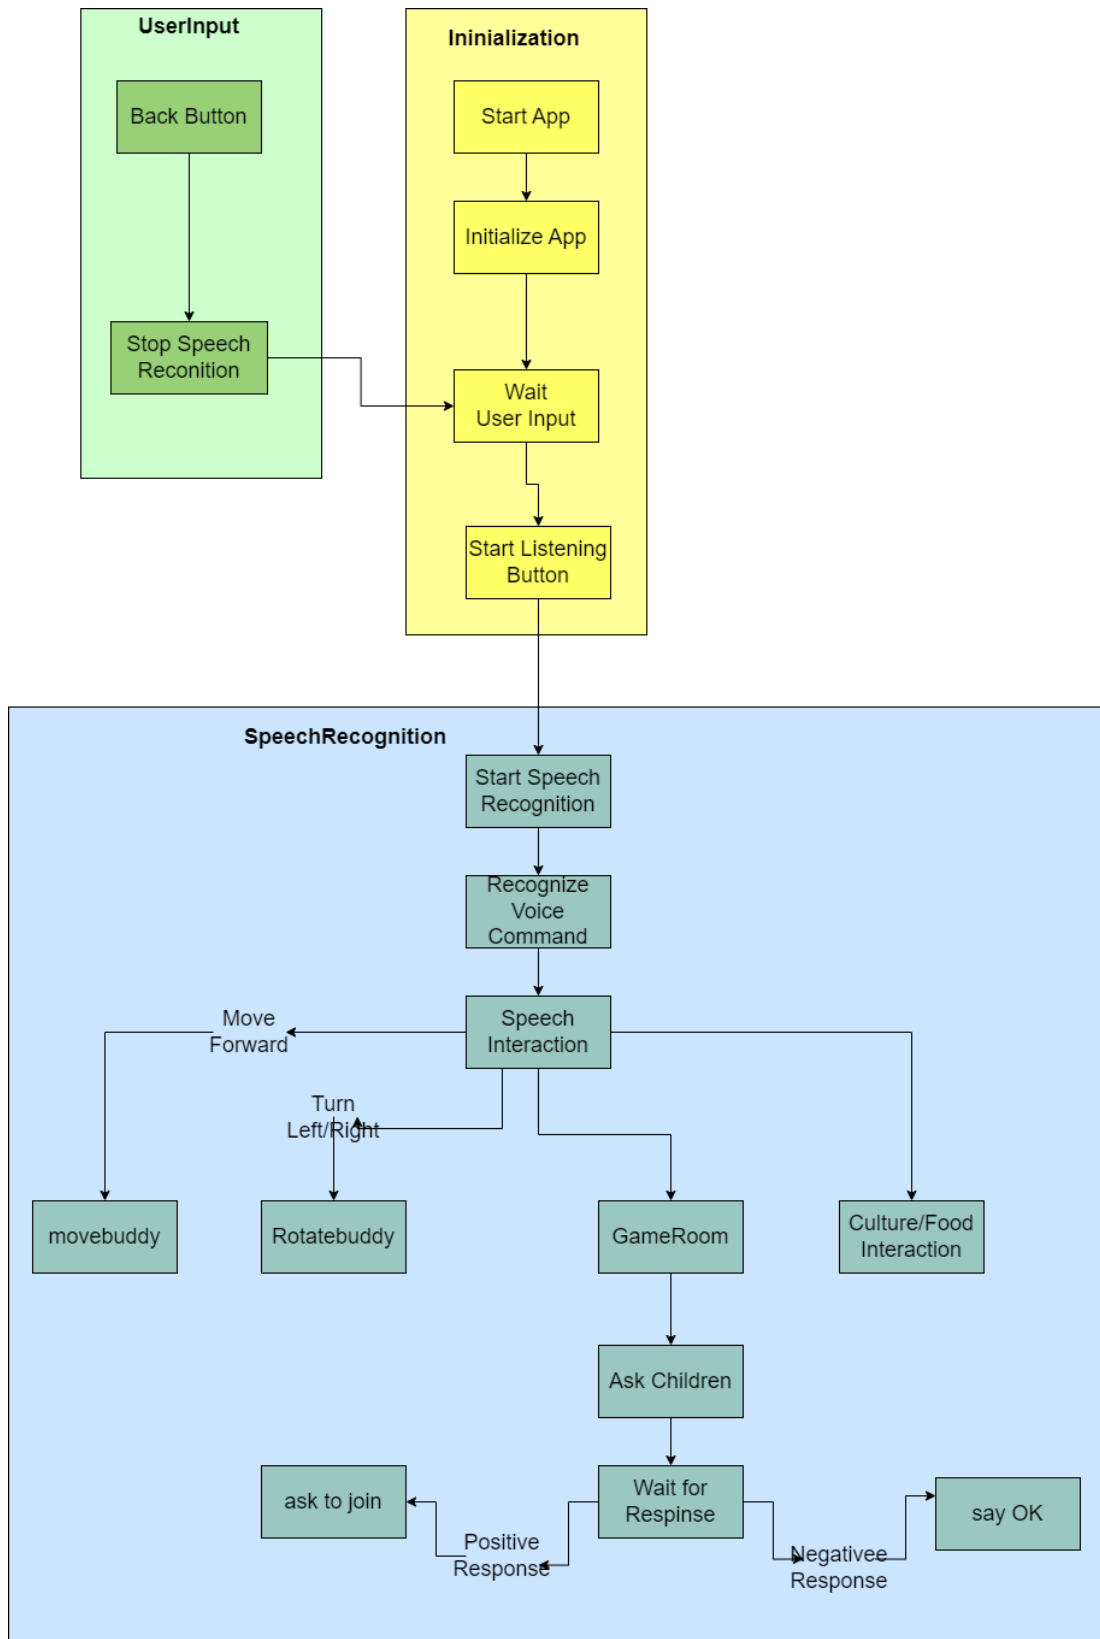 UserInput
Back Button
Stop Speech
Reconition
Ininialization
Start App
Initialize App
Wait
User Input
Start Listening
Button
SpeechRecognition
Start Speech
Recognition
Recognize
Voice
Command
Speech
Interaction
Move
Forward
Turn
Left/Right
movebuddy
Rotatebuddy
GameRoom
Culture/Food
Interaction
Ask Children
Wait for
Respinse
ask to join
Positive
Response
Negativee
Response
say OK